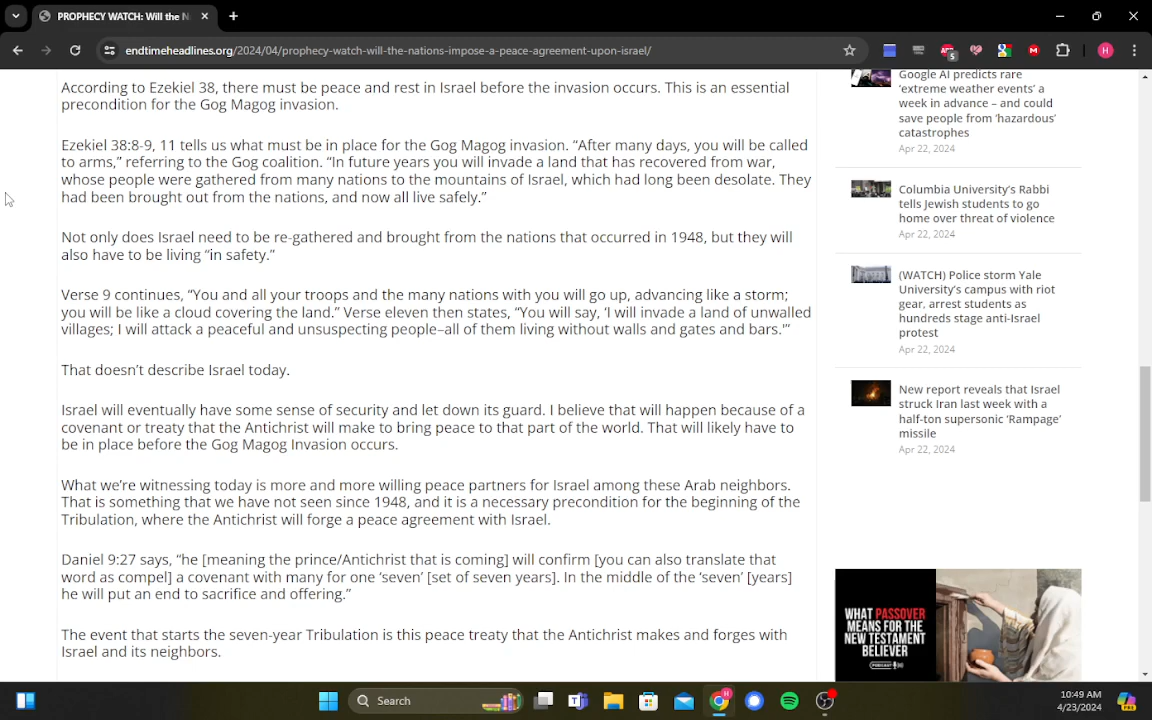 PROPHECY WATCH: Will the N
endtimeheadlines.org/2024/04/prophecy-watch-will-the-nations-impose-a-peace-agreement-upon-israel/
5
H
According to Ezekiel 38, there must be peace and rest in Israel before the invasion occurs. This is an essential
precondition for the Gog Magog invasion.
Ezekiel 38:8-9, 11 tells us what must be in place for the Gog Magog invasion. “After many days, you will be called
to arms,” referring to the Gog coalition. “In future years you will invade a land that has recovered from war,
whose people were gathered from many nations to the mountains of Israel, which had long been desolate. They
had been brought out from the nations, and now all live safely.”
Not only does Israel need to be re-gathered and brought from the nations that occurred in 1948, but they will
also have to be living “in safety.”
Verse 9 continues, “You and all your troops and the many nations with you will go up, advancing like a storm;
you will be like a cloud covering the land.” Verse eleven then states, “You will say, ‘I will invade a land of unwalled
villages; I will attack a peaceful and unsuspecting people–all of them living without walls and gates and bars.’”
That doesn’t describe Israel today.
Israel will eventually have some sense of security and let down its guard. I believe that will happen because of a
covenant or treaty that the Antichrist will make to bring peace to that part of the world. That will likely have to
be in place before the Gog Magog Invasion occurs.
What we’re witnessing today is more and more willing peace partners for Israel among these Arab neighbors.
That is something that we have not seen since 1948, and it is a necessary precondition for the beginning of the
Tribulation, where the Antichrist will forge a peace agreement with Israel.
Daniel 9:27 says, “he [meaning the prince/Antichrist that is coming] will confirm [you can also translate that
word as compel] a covenant with many for one ‘seven’ [set of seven years]. In the middle of the ‘seven’ [years]
he will put an end to sacrifice and offering.”
The event that starts the seven-year Tribulation is this peace treaty that the Antichrist makes and forges with
Israel and its neighbors.
Google AI predicts rare
‘extreme weather events’ a
week in advance – and could
save people from ‘hazardous’
catastrophes
Apr 22, 2024
Columbia University’s Rabbi
tells Jewish students to go
home over threat of violence
Apr 22, 2024
(WATCH) Police storm Yale
University’s campus with riot
gear, arrest students as
hundreds stage anti-Israel
protest
Apr 22, 2024
New report reveals that Israel
struck Iran last week with a
half-ton supersonic ‘Rampage’
missile
Apr 22, 2024
WHAT PASSOVER
MEANS FOR THE
NEW TESTAMENT
BELIEVER
PODCAST
Search
10:49 AM
4/23/2024